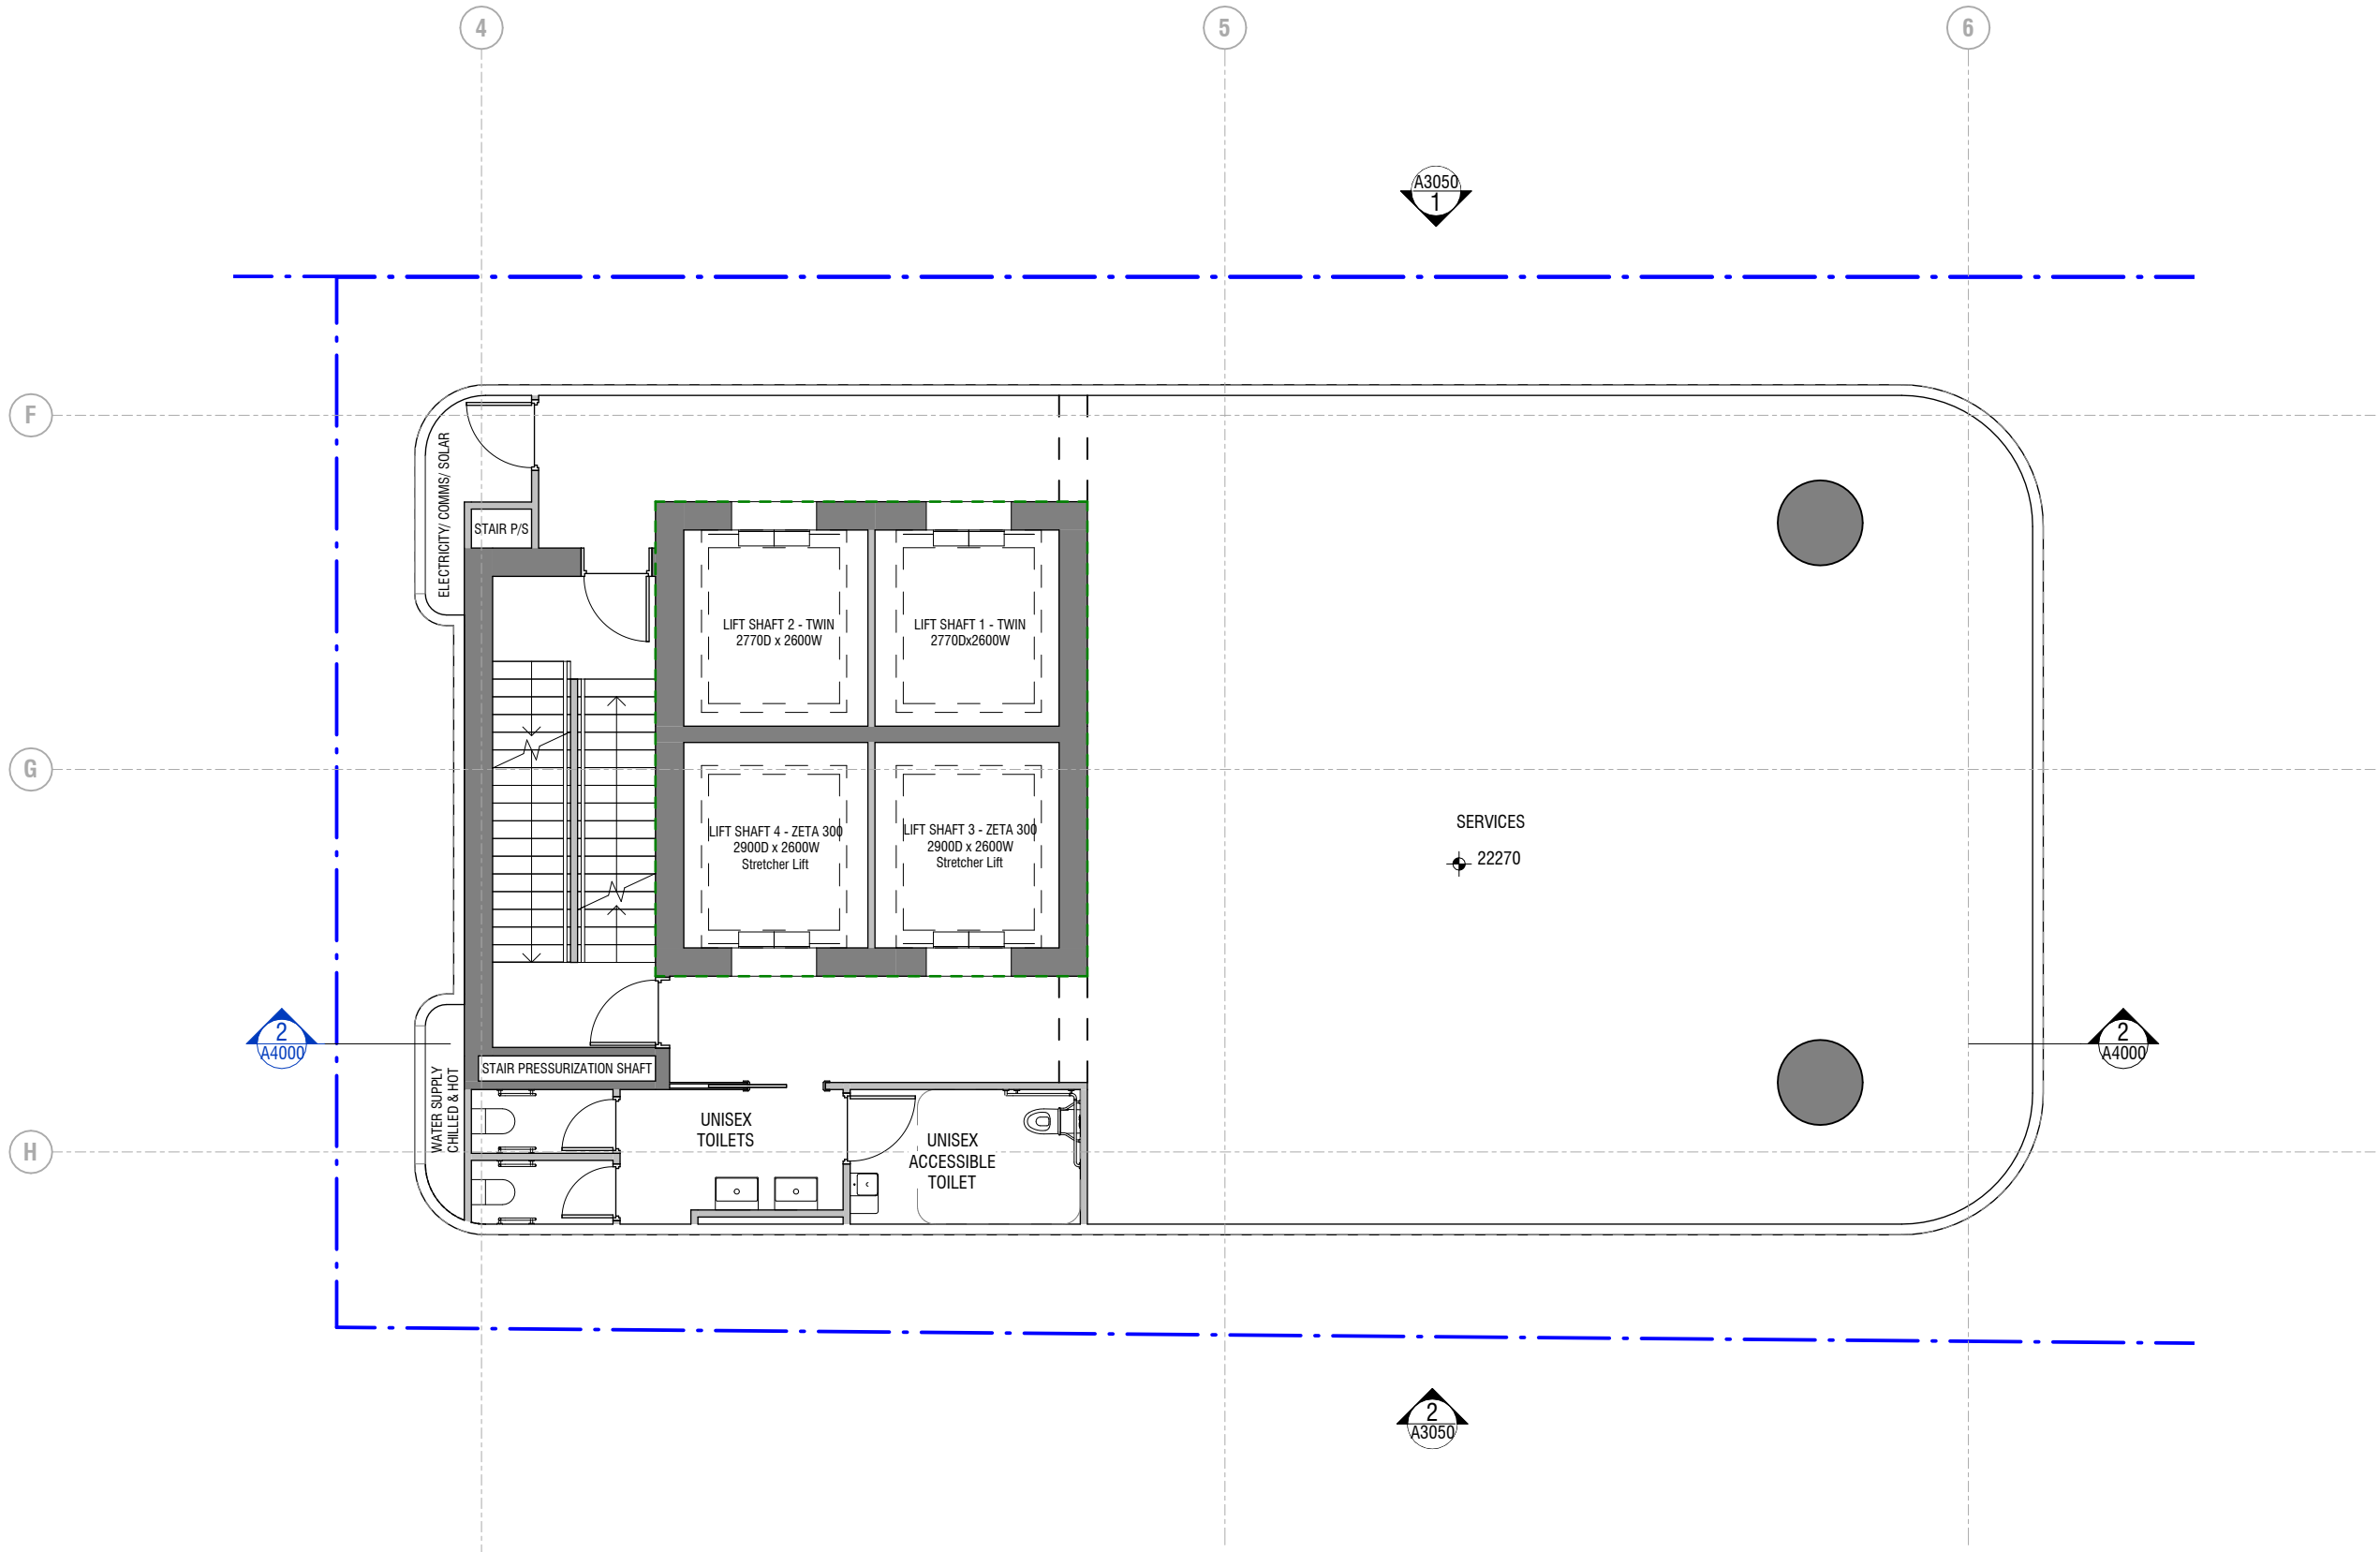 4
5
6
A3050
1
F
ELECTRICITY/ COMMS/ SOLAR
STAIR P/S
LIFT SHAFT 2 - TWIN
2770D x 2600W
LIFT SHAFT 1 - TWIN
2770Dx2600W
G
LIFT SHAFT 4 - ZETA 300
2900D x 2600W
Stretcher Lift
LIFT SHAFT 3 - ZETA 300
2900D x 2600W
Stretcher Lift
SERVICES
22270
2
A4000
2
A4000
STAIR PRESSURIZATION SHAFT
WATER SUPPLY
CHILLED & HOT
UNISEX
TOILETS
UNISEX
ACCESSIBLE
TOILET
H
2
A3050